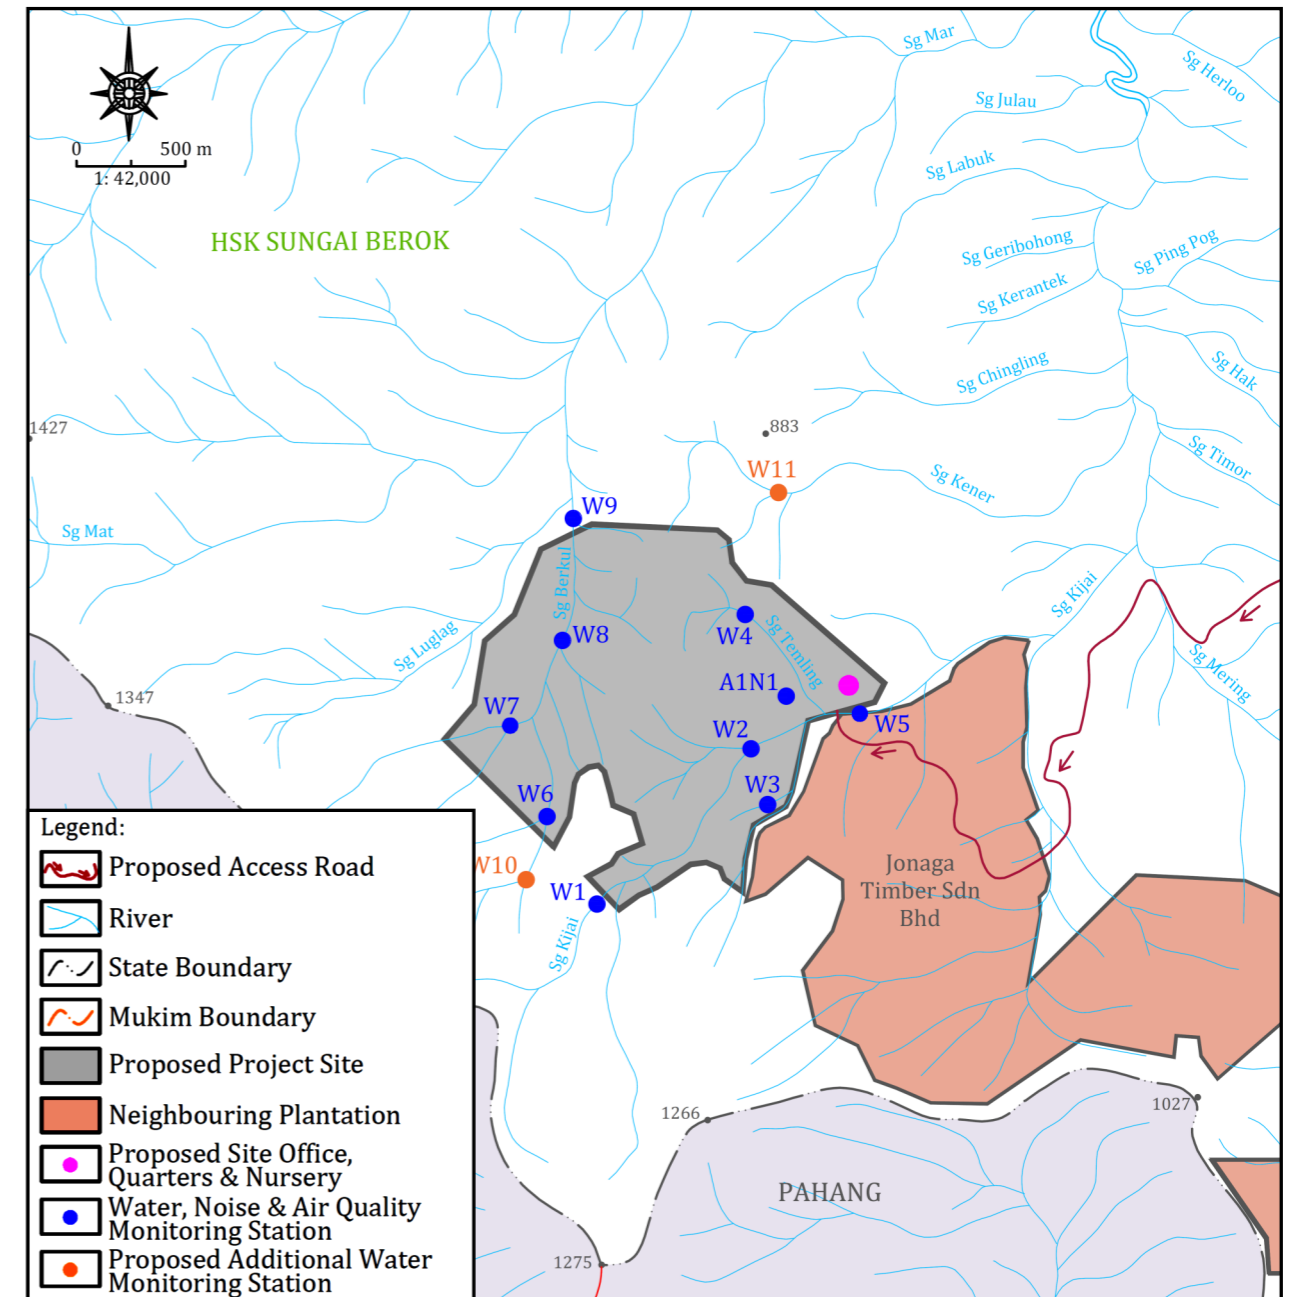 Sg Mar
Sg Herloo
Sg Julau
0 500 m
1: 42,000
Sg Labuk
HSK SUNGAI BEROK
Sg Geribohong
Sg Ping Pog
Sg Kerantek
Sg Chingling
Sg Hak
1427
883
Sg Timor
W11
Sg Kener
W9
Sg Mat
Sg Berkul
Sg Kijai
W8
W4
Sg Temling
Sg Luglag
Sg Mering
A1N1
1347
W7
W5
W2
W6
W3
W10
W1
Jonaga
Timber Sdn
Bhd
Sg Kijai
Legend:
Proposed Access Road
River
State Boundary
Mukim Boundary
Proposed Project Site
Neighbouring Plantation
Proposed Site Office,
Quarters & Nursery
Water, Noise & Air Quality
Monitoring Station
Proposed Additional Water
Monitoring Station
1266
1027
PAHANG
1275